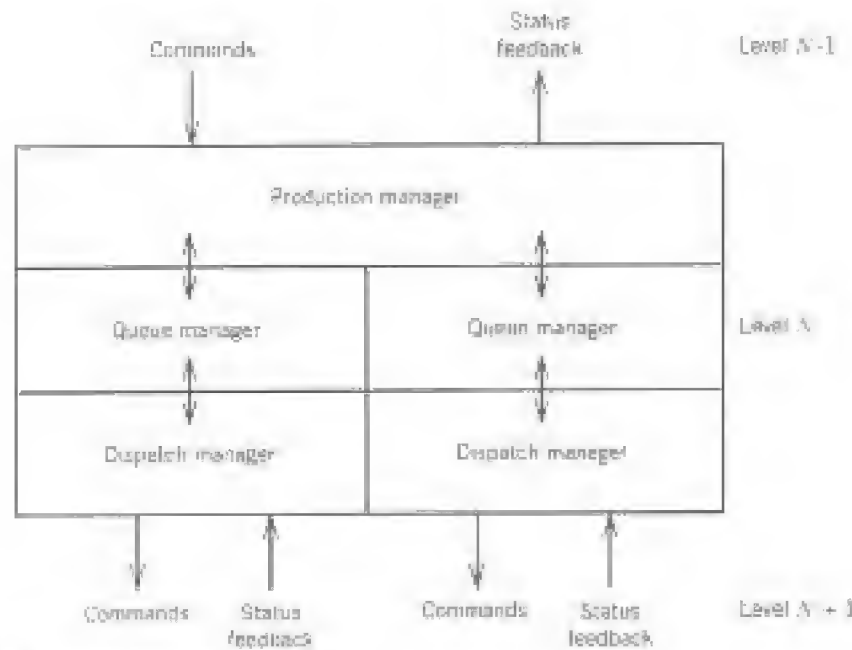 Status
Commands
feedback
Level N-1
Production manager
Queue manager
Queue manager
Level N
Dispatch manager
Dispatch manager
Commands
Status
feedback
Commands
Status
feedback
Level N + 1